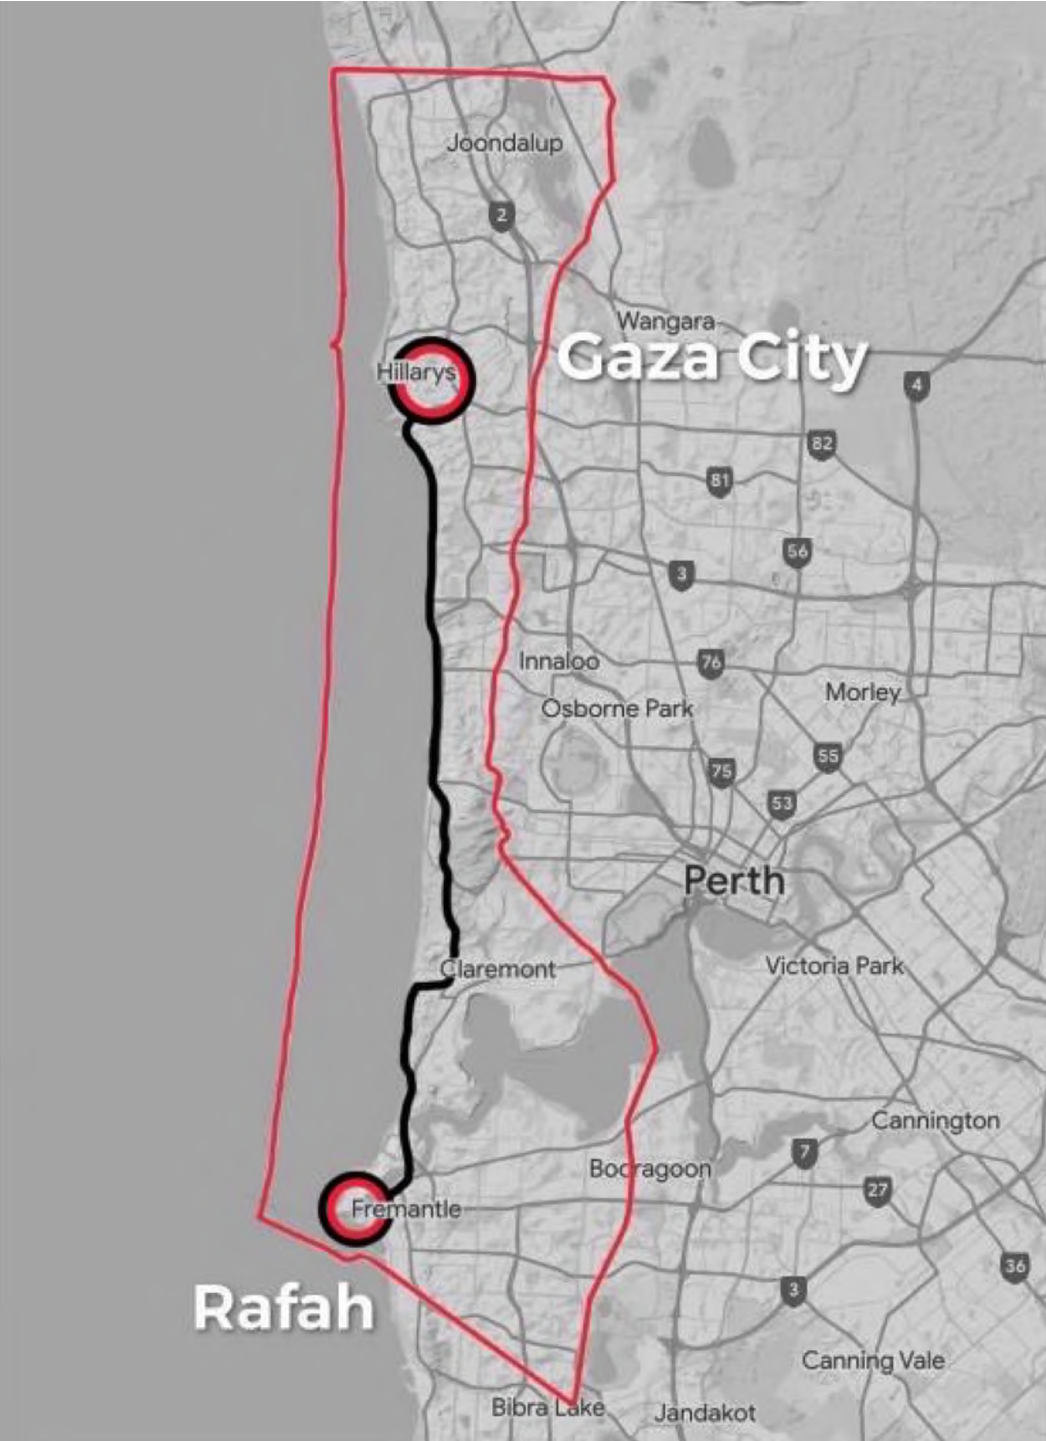 Joondalup
2
Wangara
Gaza City
Hillarys
4
82
81
56
3
Innaloo
76
Morley
Osborne Park
55
75
53
Perth
Claremont
Victoria Park
Cannington
7
Booragoon
27
Fremantle
36
Rafah
3
Canning Vale
Bibra Lake
Jandakot